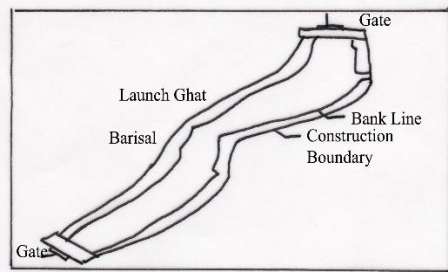 Gate
Launch Ghat
Bank Line
Barisal
Construction
Boundary
Gate